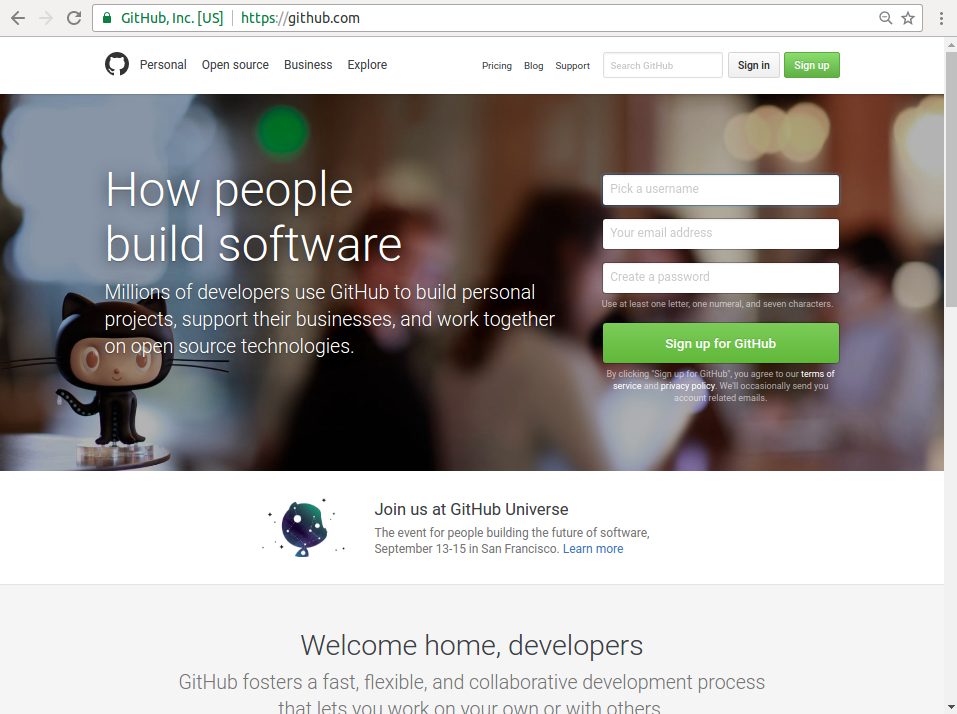 GitHub, Inc. [US] https://github.com
Personal Open source Business Explore Pricing Blog Support Search GitHub Sign in Sign up
How people
build software
Millions of developers use GitHub to build personal
projects, support their businesses, and work together
on open source technologies.
Pick a username
Your email address
Create a password
Use at least one letter, one numeral, and seven characters.
Sign up for GitHub
By clicking "Sign up for GitHub", you agree to our terms of
service and privacy policy. We'll occasionally send you
account related emails.
Join us at GitHub Universe
The event for people building the future of software,
September 13-15 in San Francisco. Learn more
Welcome home, developers
GitHub fosters a fast, flexible, and collaborative development process
that lets you work on your own or with others.